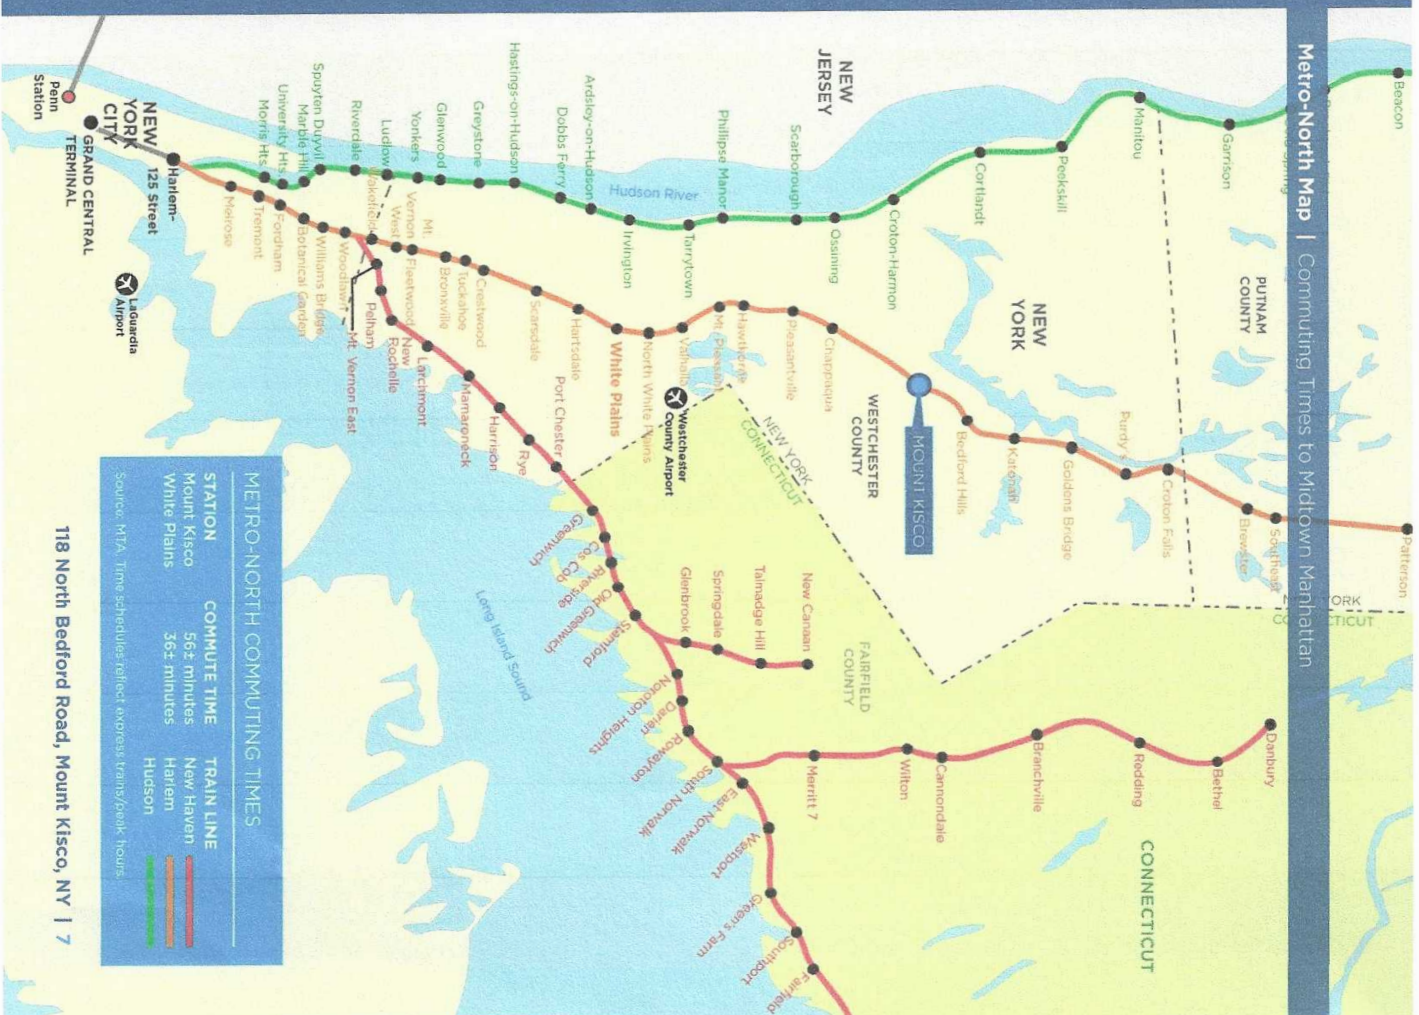 Metro-North Map | Commuting Times to Midtown Manhattan
Beacon
Garrison
Manitou
Peekskill
Cortlandt
Croton-Harmon
Ossining
Scarborough
Phillipse Manor
Tarrytown
Irvington
Ardsley-on-Hudson
Dobbs Ferry
Hastings-on-Hudson
Greystone
Glenwood
Yonkers
Ludlow
Riverdale
Spuyten Duyvil
Marble Hill
University Hts.
Morris Hts.
Harlem-
125 Street
NEW
YORK
CITY
GRAND CENTRAL
TERMINAL
Penn
Station
NEW
JERSEY
Hudson River
NEW
YORK
PUTNAM
COUNTY
WESTCHESTER
COUNTY
Patterson
Southeast
Brewster
Croton Falls
Purdy's
Goldens Bridge
Katonah
Bedford Hills
MOUNT KISCO
Chappaqua
Pleasantville
Hawthorne
Mt. Pleasant
Valhalla
North White Plains
White Plains
Hartsdale
Scarsdale
Crestwood
Tuckahoe
Bronxville
Fleetwood
Mt.
Vernon
West
Wakefield
Woodlawn
Williams Bridge
Botanical Garden
Fordham
Tremont
Melrose
LaGuardia
Airport
Westchester
County Airport
NEW YORK
CONNECTICUT
Mt. Vernon East
Pelham
New
Rochelle
Larchmont
Mamaroneck
Harrison
Rye
Port Chester
Greenwich
Cos Cob
Riverside
Old Greenwich
Stamford
Glenbrook
Springdale
Talmadge Hill
New Canaan
Noroton Heights
Darien
Rowayton
South Norwalk
Merritt 7
Wilton
Cannondale
Branchville
Redding
Bethel
Danbury
East Norwalk
Westport
Green's Farm
Southport
Fairfield
FAIRFIELD
COUNTY
CONNECTICUT
Long Island Sound
METRO-NORTH COMMUTING TIMES
STATION COMMUTE TIME TRAIN LINE
Mount Kisco 56± minutes New Haven
White Plains 36± minutes Harlem
Hudson
Source: MTA. Time schedules reflect express trains/peak hours.
118 North Bedford Road, Mount Kisco, NY | 7